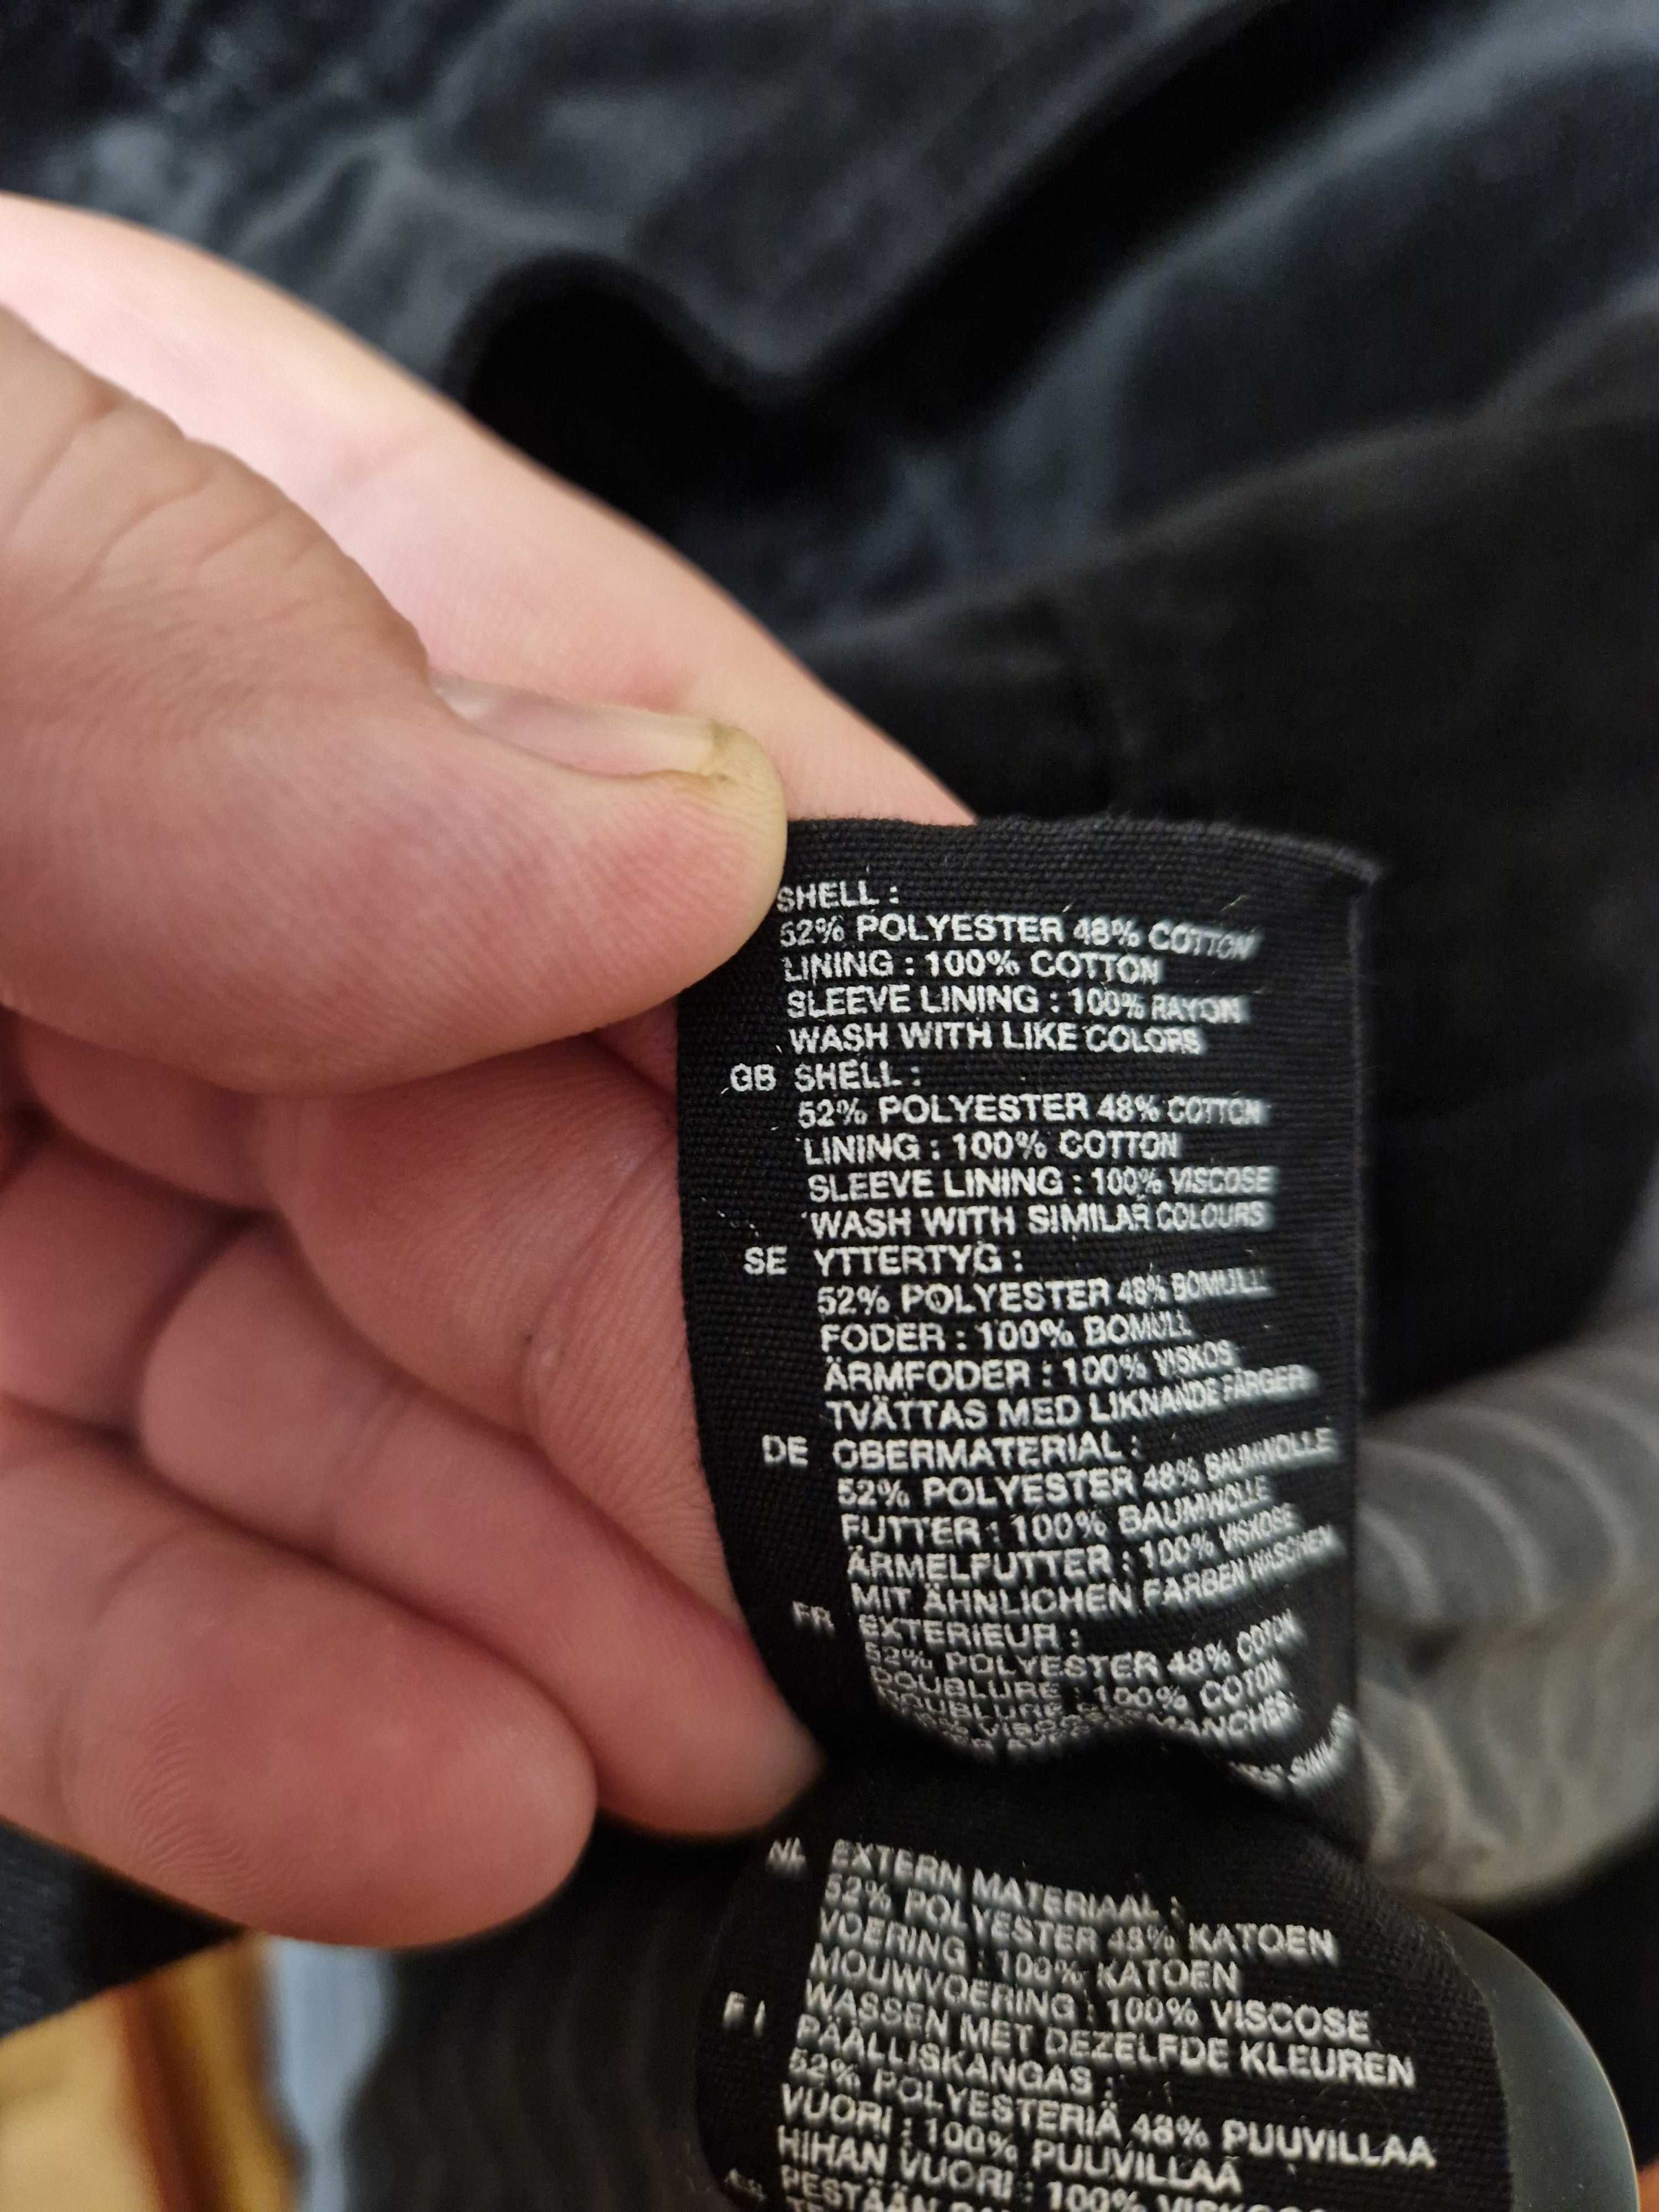 SHELL :
52% POLYESTER 48% COTTON
LINING : 100% COTTON
SLEEVE LINING : 100% RAYON
WASH WITH LIKE COLORS
GB SHELL :
52% POLYESTER 48% COTTON
LINING : 100% COTTON
SLEEVE LINING : 100% VISCOSE
WASH WITH SIMILAR COLOURS
SE YTTERTYG :
52% POLYESTER 48% BOMULL
FODER : 100% BOMULL
ÄRMFODER : 100% VISKOS
TVÄTTAS MED LIKNANDE FÄRGER
DE OBERMATERIAL :
52% POLYESTER 48% BAUMWOLLE
FUTTER : 100% BAUMWOLLE
ÄRMELFUTTER : 100% VISKOSE
MIT ÄHNLICHEN FARBEN WASCHEN
FR EXTERIEUR :
52% POLYESTER 48% COTON
DOUBLURE : 100% COTON
DOUBLURE MANCHES:
NL EXTERN MATERIAAL :
52% POLYESTER 48% KATOEN
VOERING : 100% KATOEN
MOUWVOERING : 100% VISCOSE
WASSEN MET DEZELFDE KLEUREN
FI PÄÄLLISKANGAS :
52% POLYESTERIÄ 48% PUUVILLAA
VUORI : 100% PUUVILLAA
HIHAN VUORI : 100%
PESTÄÄN